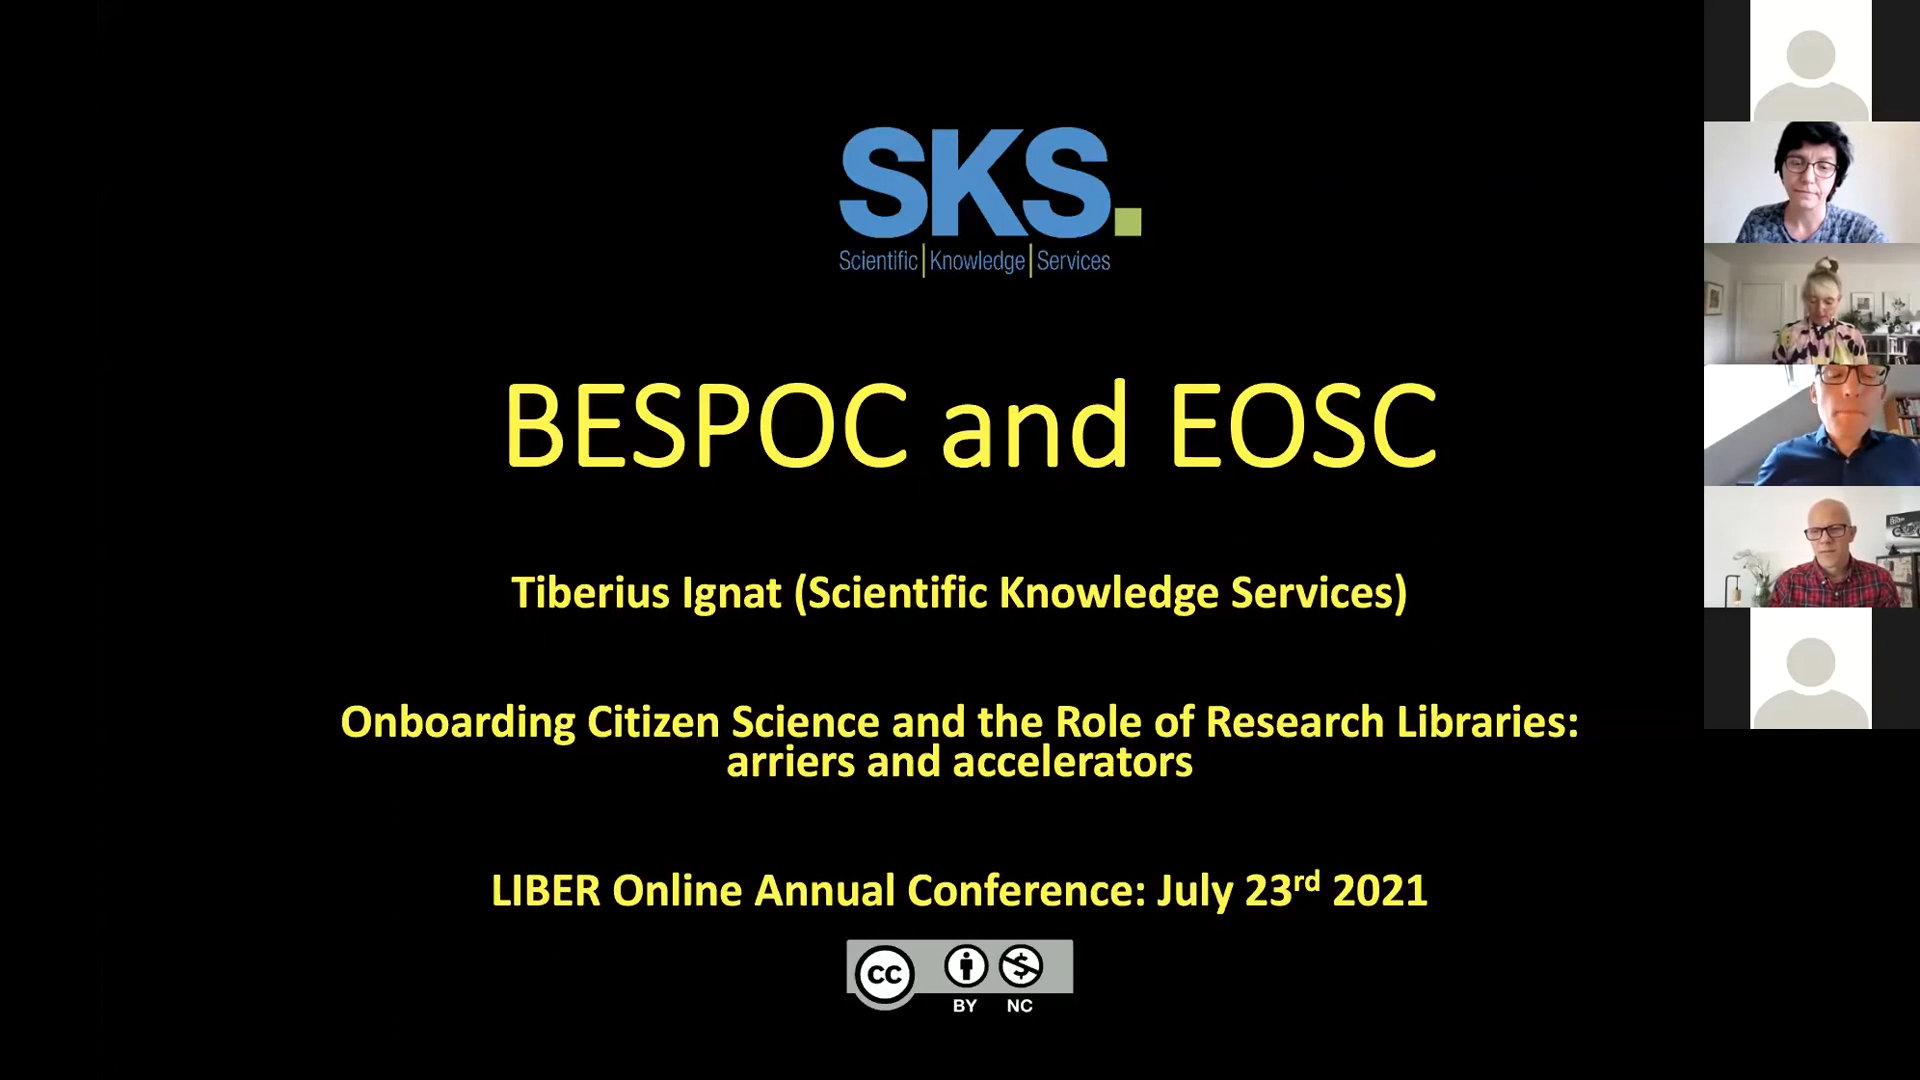 SKS.
Scientific Knowledge Services
BESPOC and EOSC
Tiberius Ignat (Scientific Knowledge Services)
Onboarding Citizen Science and the Role of Research Libraries:
arriers and accelerators
LIBER Online Annual Conference: July 23rd 2021
CC
BY NC